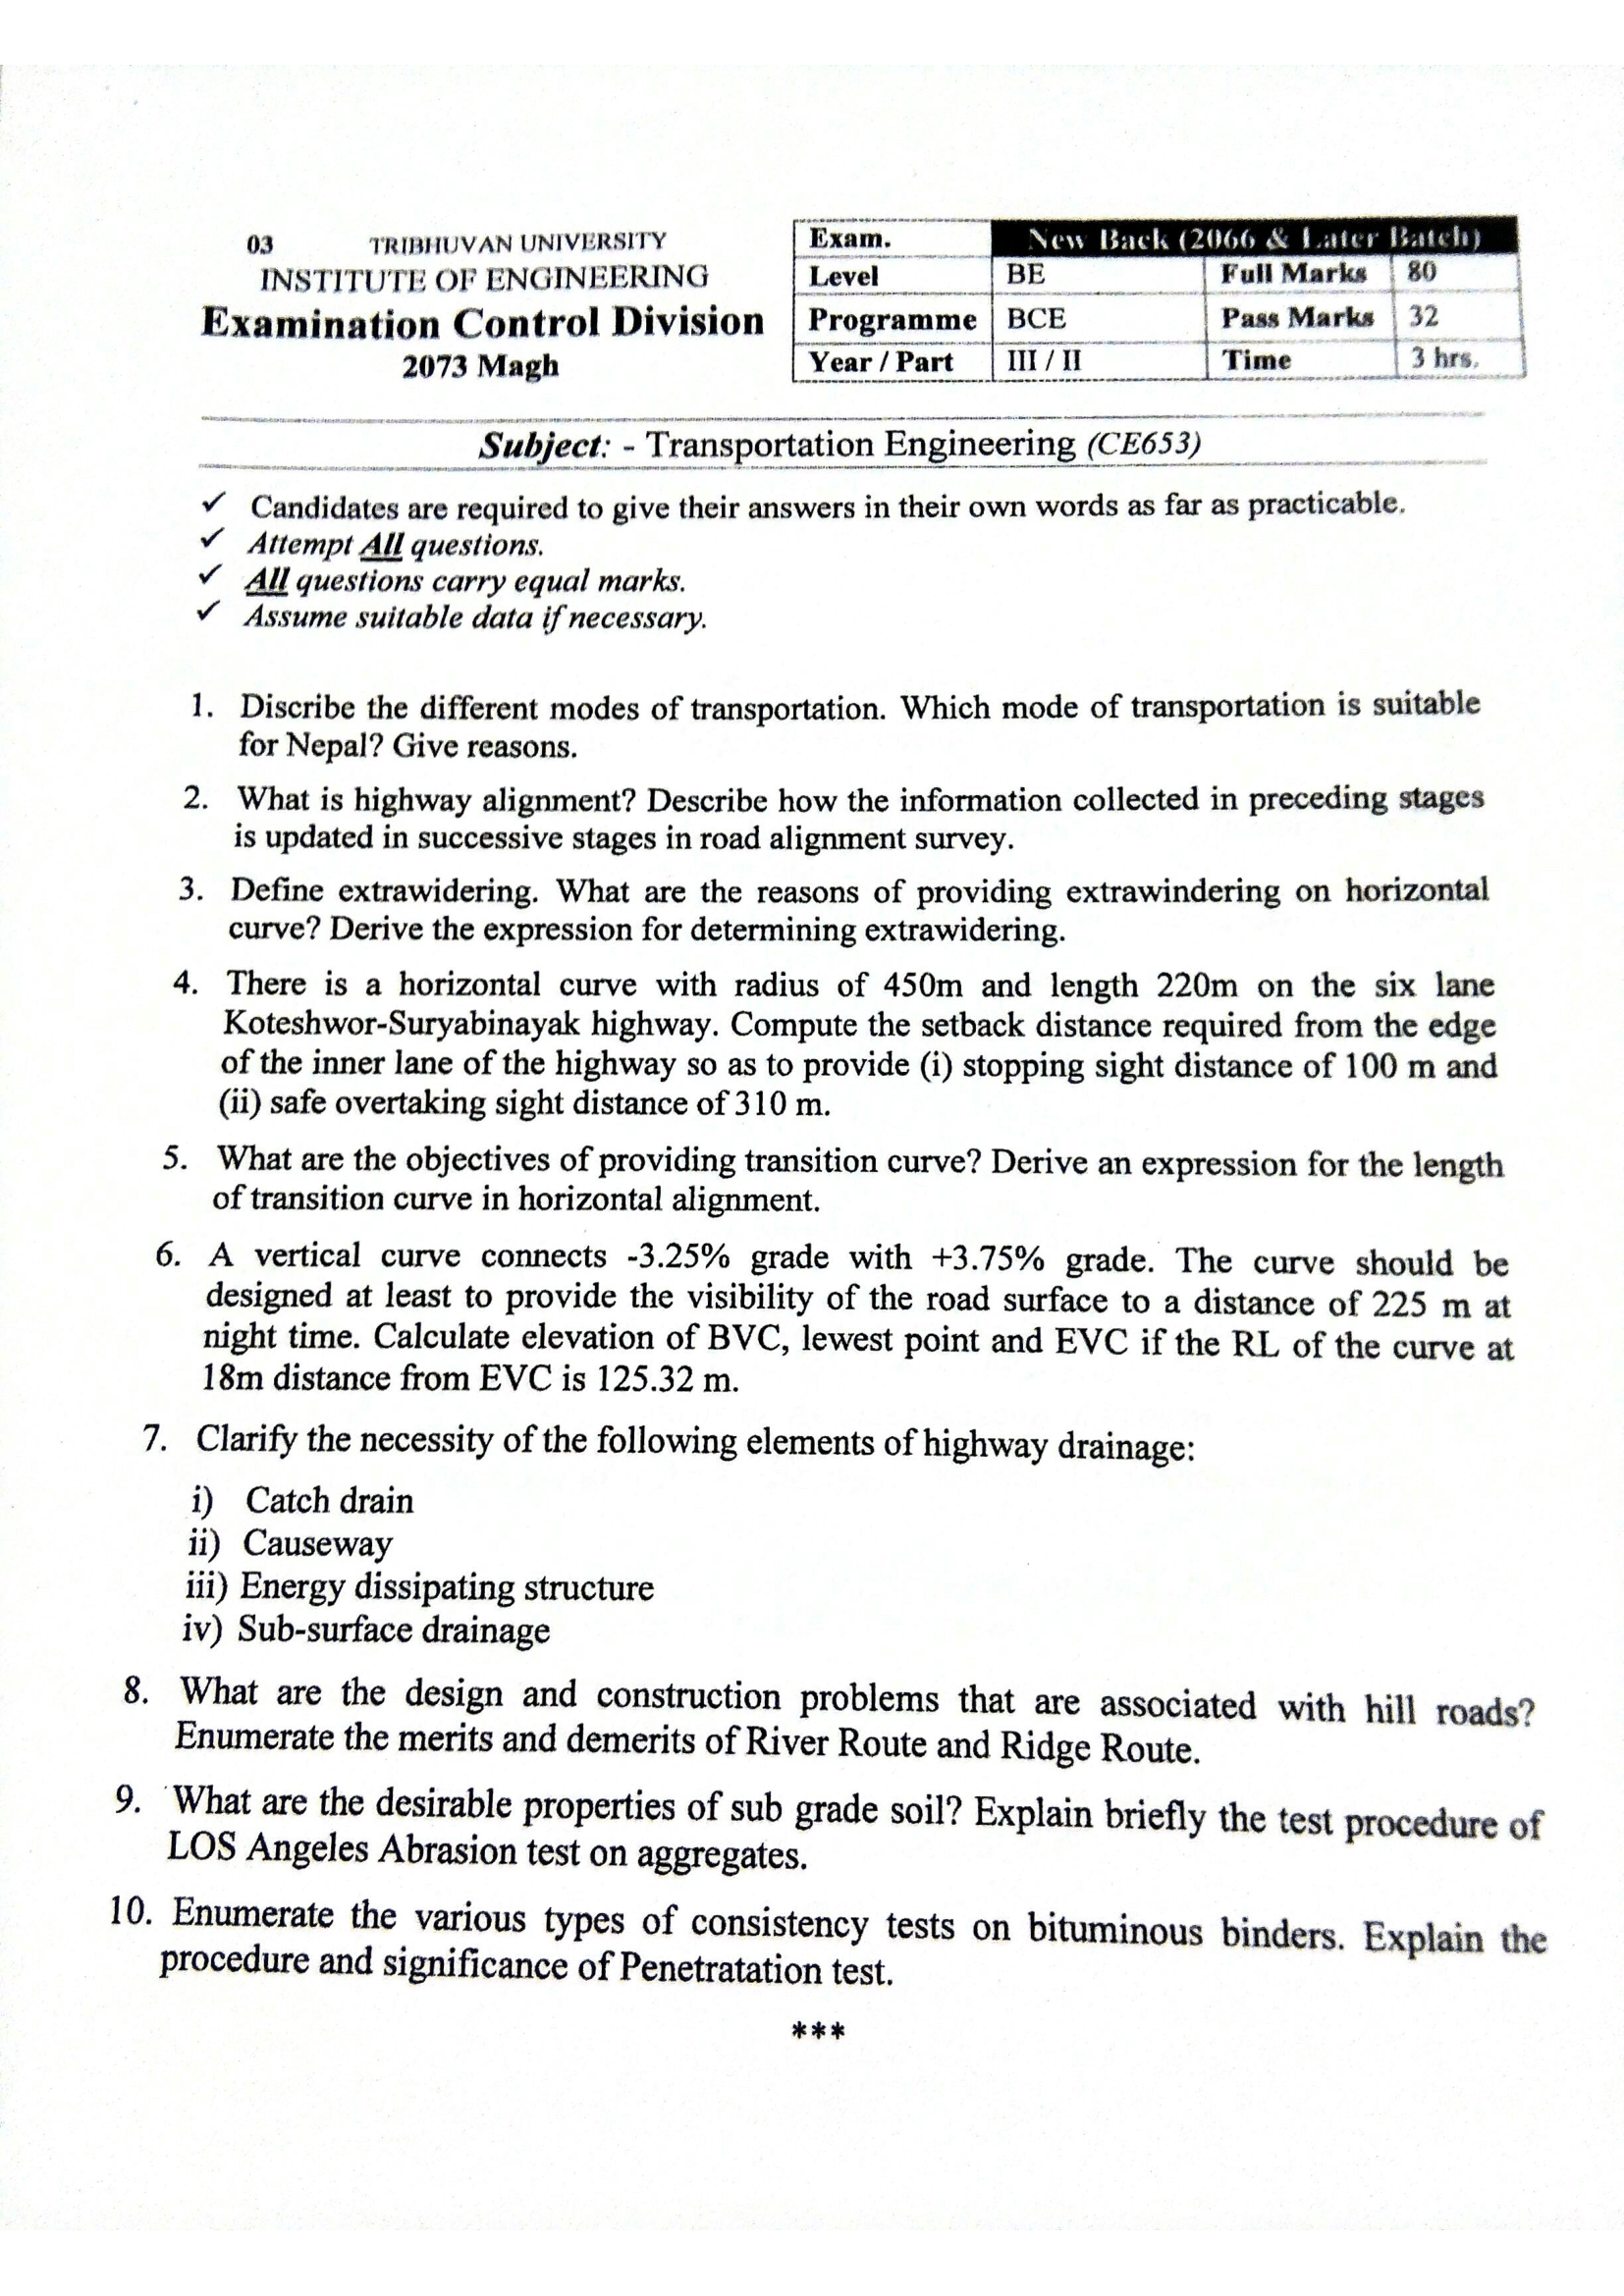 03 TRIBHUVAN UNIVERSITY
INSTITUTE OF ENGINEERING
Examination Control Division
2073 Magh
Exam. New Back (2066 & Later Batch)
Level BE Full Marks 80
Programme BCE Pass Marks 32
Year / Part III / II Time 3 hrs.
Subject: - Transportation Engineering (CE653)
✓ Candidates are required to give their answers in their own words as far as practicable.
✓ Attempt All questions.
✓ All questions carry equal marks.
✓ Assume suitable data if necessary.
1. Discribe the different modes of transportation. Which mode of transportation is suitable
for Nepal? Give reasons.
2. What is highway alignment? Describe how the information collected in preceding stages
is updated in successive stages in road alignment survey.
3. Define extrawidering. What are the reasons of providing extrawindering on horizontal
curve? Derive the expression for determining extrawidering.
4. There is a horizontal curve with radius of 450m and length 220m on the six lane
Koteshwor-Suryabinayak highway. Compute the setback distance required from the edge
of the inner lane of the highway so as to provide (i) stopping sight distance of 100 m and
(ii) safe overtaking sight distance of 310 m.
5. What are the objectives of providing transition curve? Derive an expression for the length
of transition curve in horizontal alignment.
6. A vertical curve connects -3.25% grade with +3.75% grade. The curve should be
designed at least to provide the visibility of the road surface to a distance of 225 m at
night time. Calculate elevation of BVC, lewest point and EVC if the RL of the curve at
18m distance from EVC is 125.32 m.
7. Clarify the necessity of the following elements of highway drainage:
i) Catch drain
ii) Causeway
iii) Energy dissipating structure
iv) Sub-surface drainage
8. What are the design and construction problems that are associated with hill roads?
Enumerate the merits and demerits of River Route and Ridge Route.
9. What are the desirable properties of sub grade soil? Explain briefly the test procedure of
LOS Angeles Abrasion test on aggregates.
10. Enumerate the various types of consistency tests on bituminous binders. Explain the
procedure and significance of Penetratation test.
***